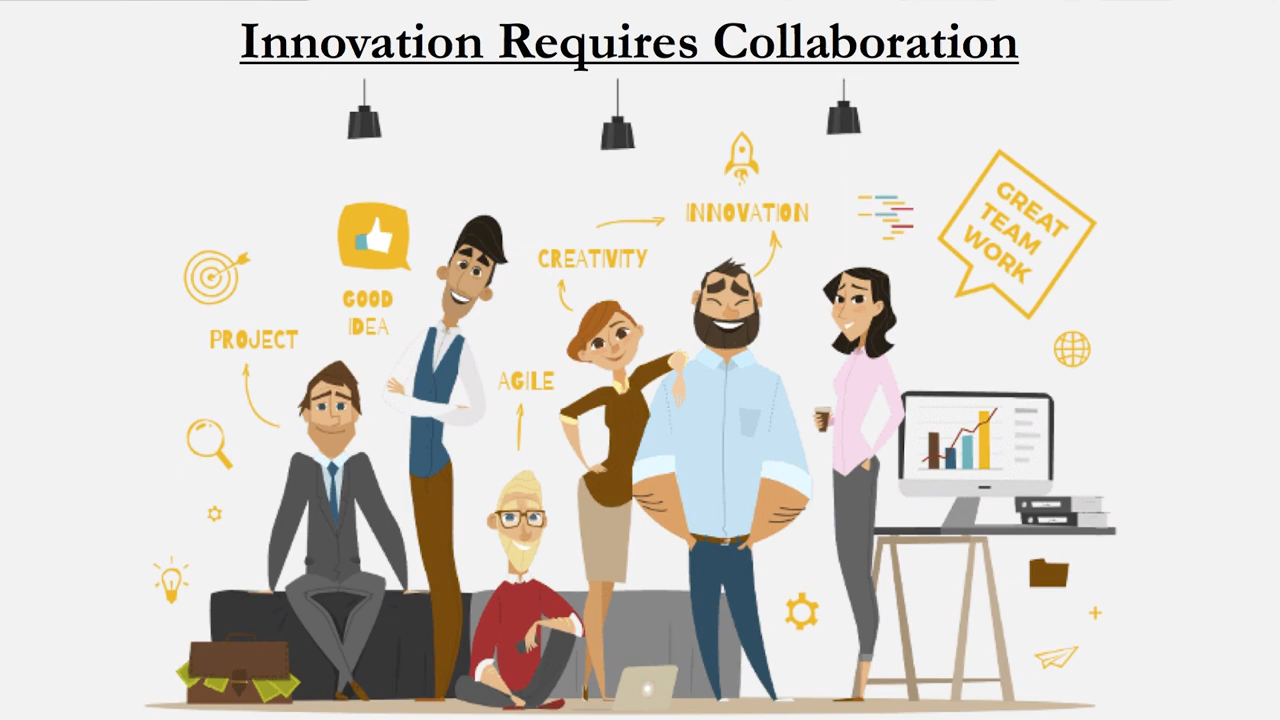 Innovation Requires Collaboration
INNOVATION
GREAT
TEAM
WORK
CREATIVITY
GOOD
IDEA
PROJECT
AGILE